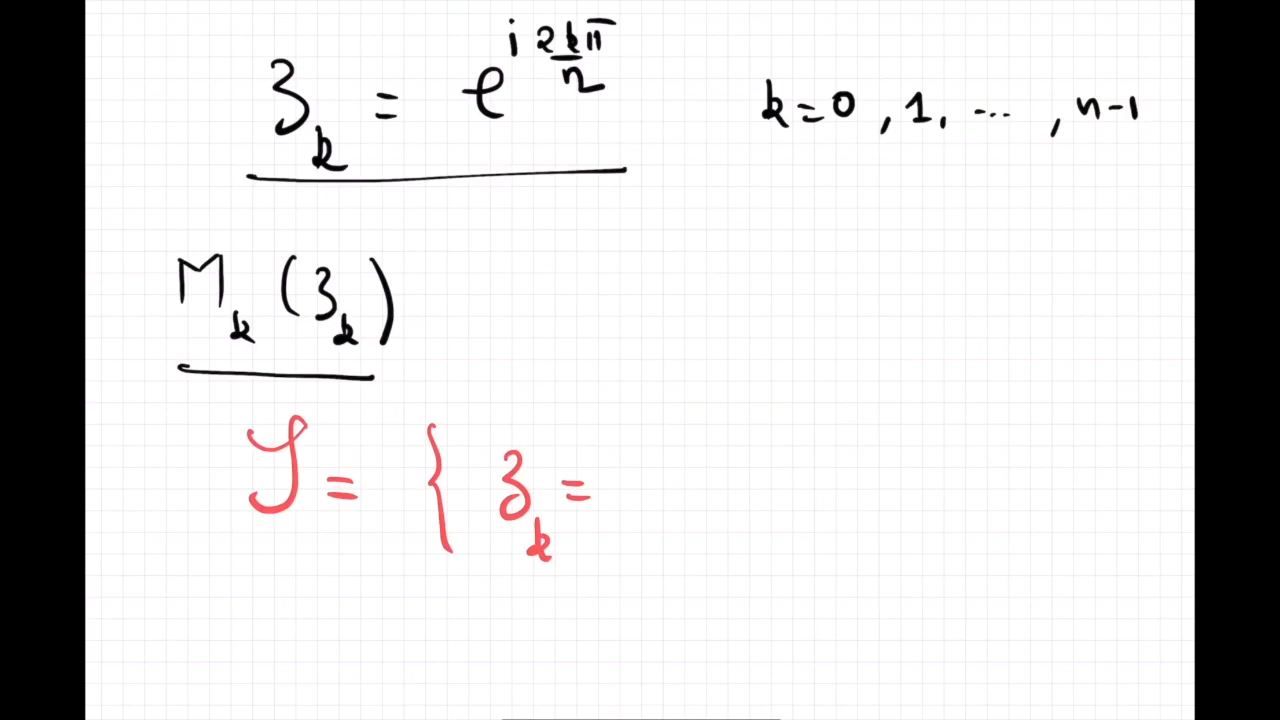 z_k = e^{i 2kπ/n} k = 0 , 1, ... , n-1
M_k (z_k)
𝒮 = { z_k =